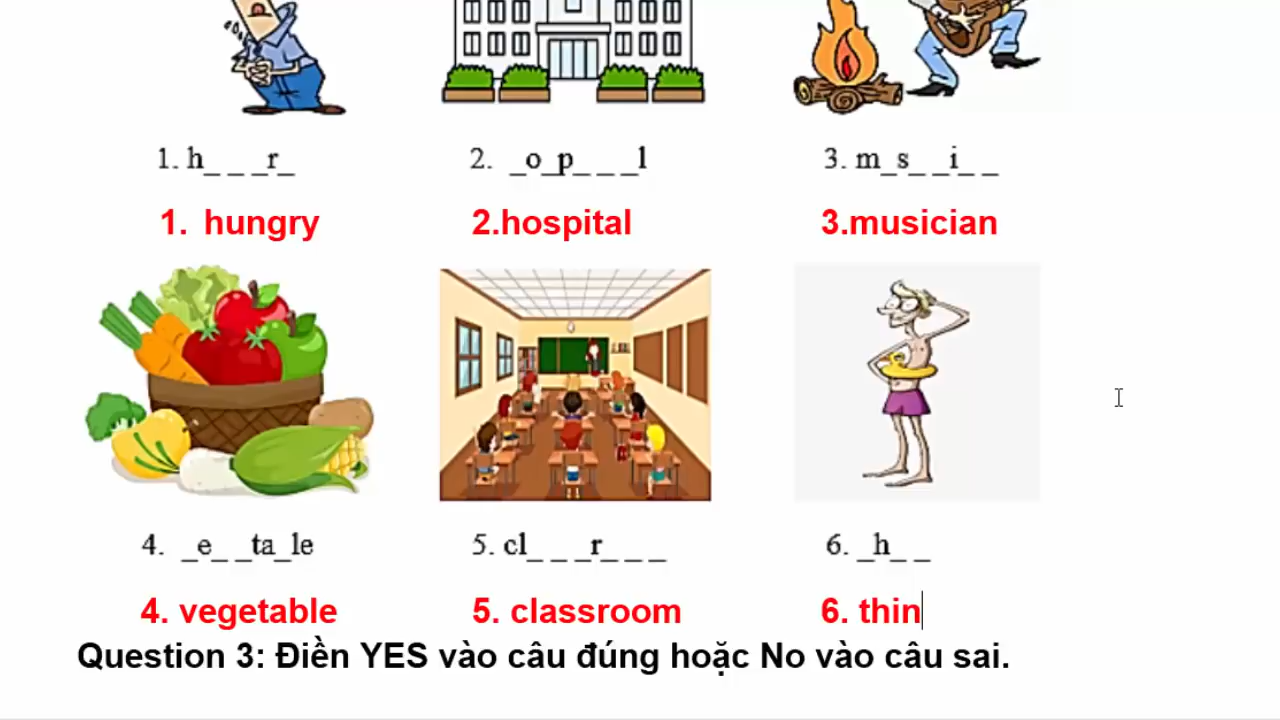 1. h_ _ _r_ 2. _o_p_ _ _l 3. m_s_ _i_ _
1. hungry 2.hospital 3.musician
4. _e_ _ta_le 5. cl_ _ _r_ _ _ 6. _h_ _
4. vegetable 5. classroom 6. thin
Question 3: Điền YES vào câu đúng hoặc No vào câu sai.